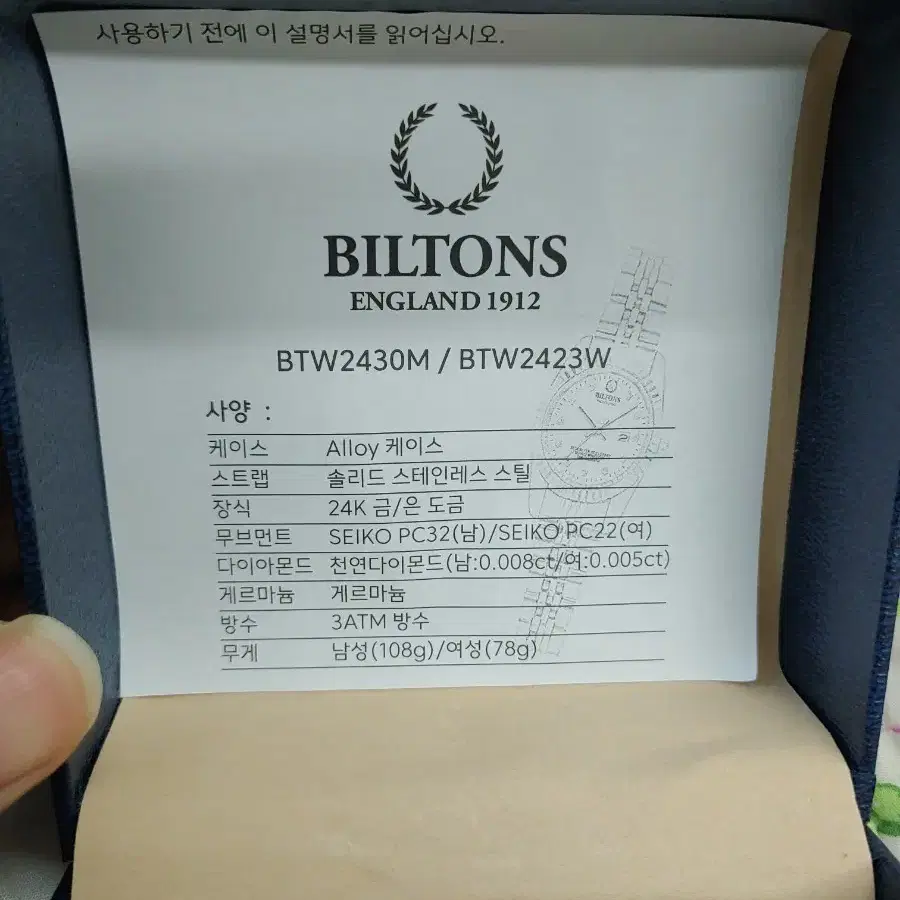 사용하기 전에 이 설명서를 읽어십시오.
BILTONS
ENGLAND 1912
BTW2430M / BTW2423W
사양 :
케이스 Alloy 케이스
스트랩 솔리드 스테인레스 스틸
장식 24K 금/은 도금
무브먼트 SEIKO PC32(남)/SEIKO PC22(여)
다이아몬드 천연다이몬드(남:0.008ct/여:0.005ct)
게르마늄 게르마늄
방수 3ATM 방수
무게 남성(108g)/여성(78g)
BILTONS
2